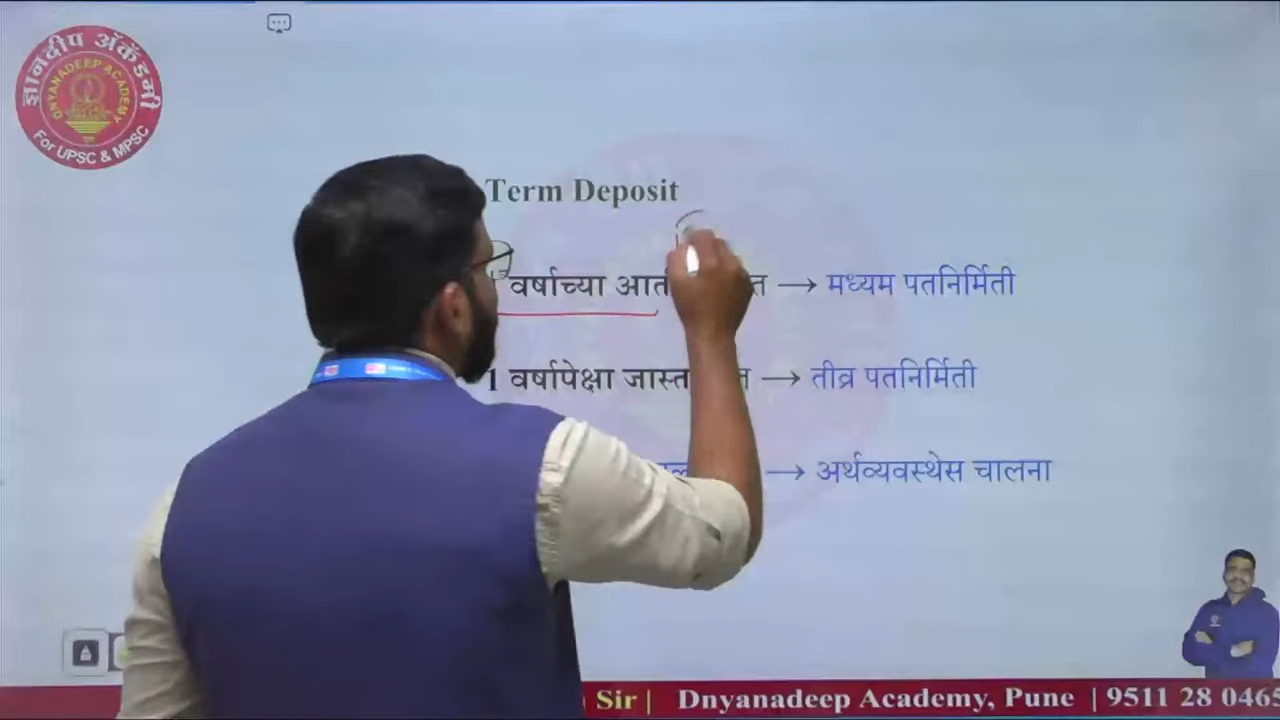 ज्ञानदीप अ‍ॅकॅडमी
DNYANADEEP ACADEMY
For UPSC & MPSC
Term Deposit
वर्षाच्या → मध्यम पतनिर्मिती
1 वर्षापेक्षा जास्त → तीव्र पतनिर्मिती
→ अर्थव्यवस्थेस चालना
Sir | Dnyanadeep Academy, Pune | 9511 28 0465